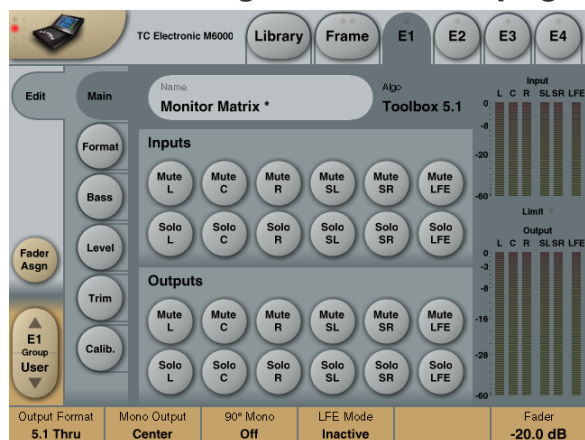 TC Electronic M6000
Library
Frame
E1
E2
E3
E4
Edit
Main
Name
Monitor Matrix *
Algo
Toolbox 5.1
Input
L C R SL SR LFE
0
-8
-20
-60
Format
Bass
Level
Trim
Calib.
Inputs
Mute L
Mute C
Mute R
Mute SL
Mute SR
Mute LFE
Solo L
Solo C
Solo R
Solo SL
Solo SR
Solo LFE
Limit
Output
L C R SL SR LFE
0
-3
-8
-16
-28
-60
Outputs
Mute L
Mute C
Mute R
Mute SL
Mute SR
Mute LFE
Solo L
Solo C
Solo R
Solo SL
Solo SR
Solo LFE
Fader
Asgn
E1
Group
User
Output Format
5.1 Thru
Mono Output
Center
90° Mono
Off
LFE Mode
Inactive
Fader
-20.0 dB